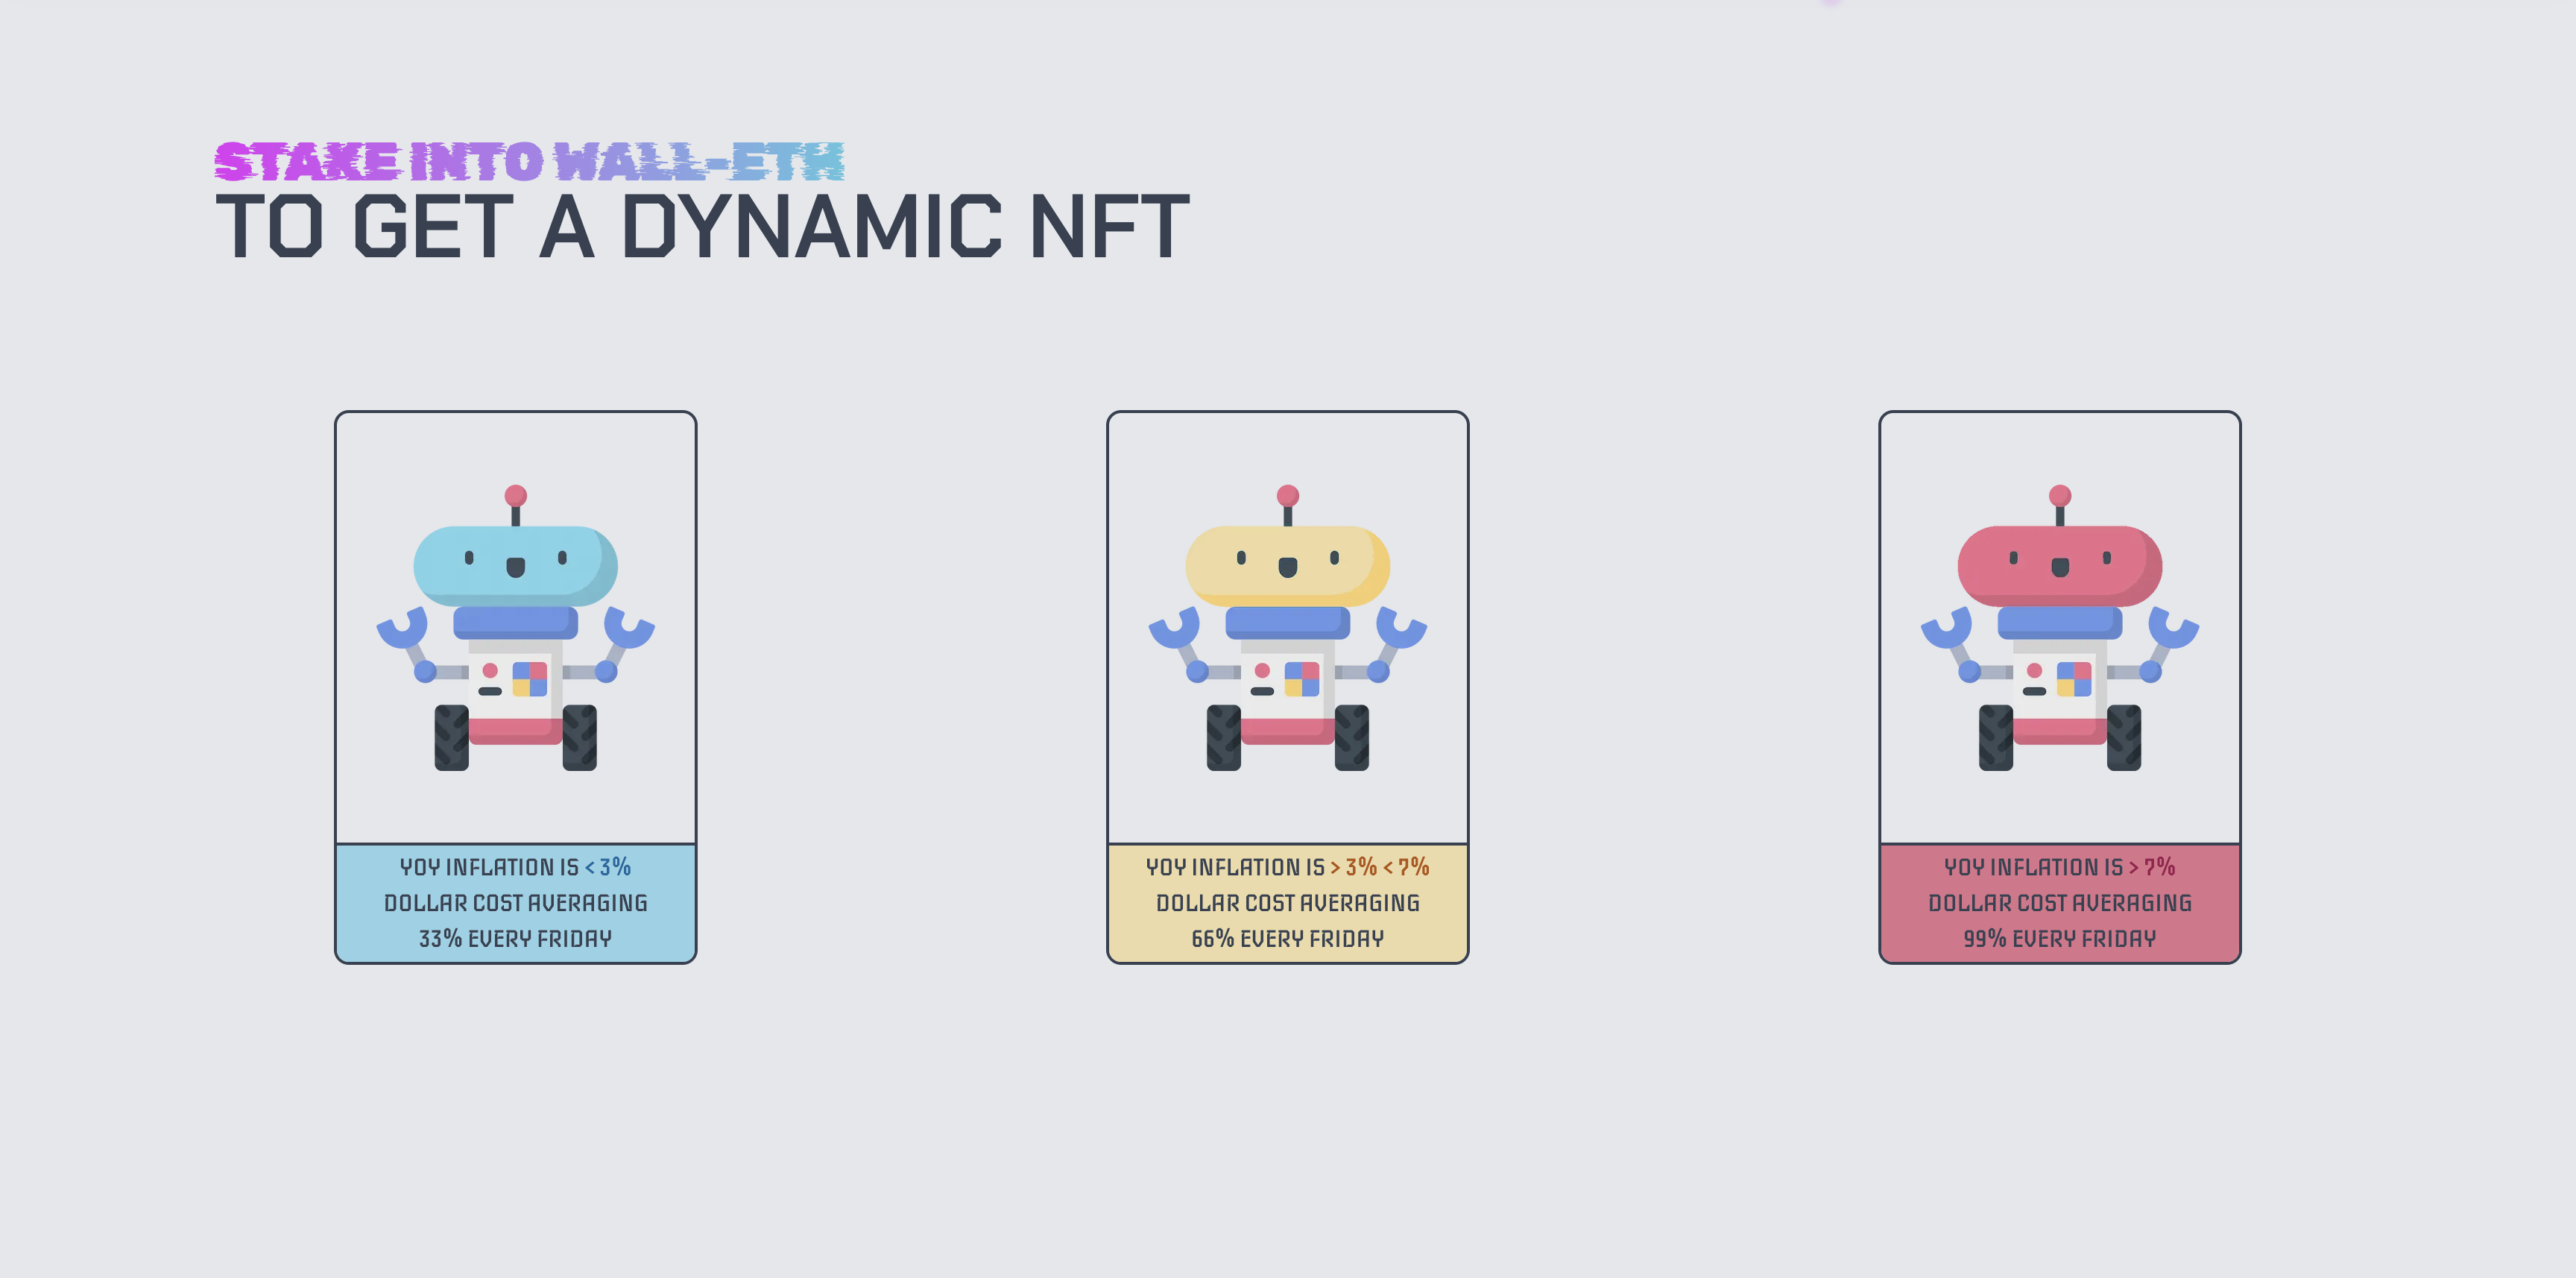 STAKE INTO WALL-ETH
TO GET A DYNAMIC NFT
YOY INFLATION IS < 3%
DOLLAR COST AVERAGING
33% EVERY FRIDAY
YOY INFLATION IS > 3% < 7%
DOLLAR COST AVERAGING
66% EVERY FRIDAY
YOY INFLATION IS > 7%
DOLLAR COST AVERAGING
99% EVERY FRIDAY